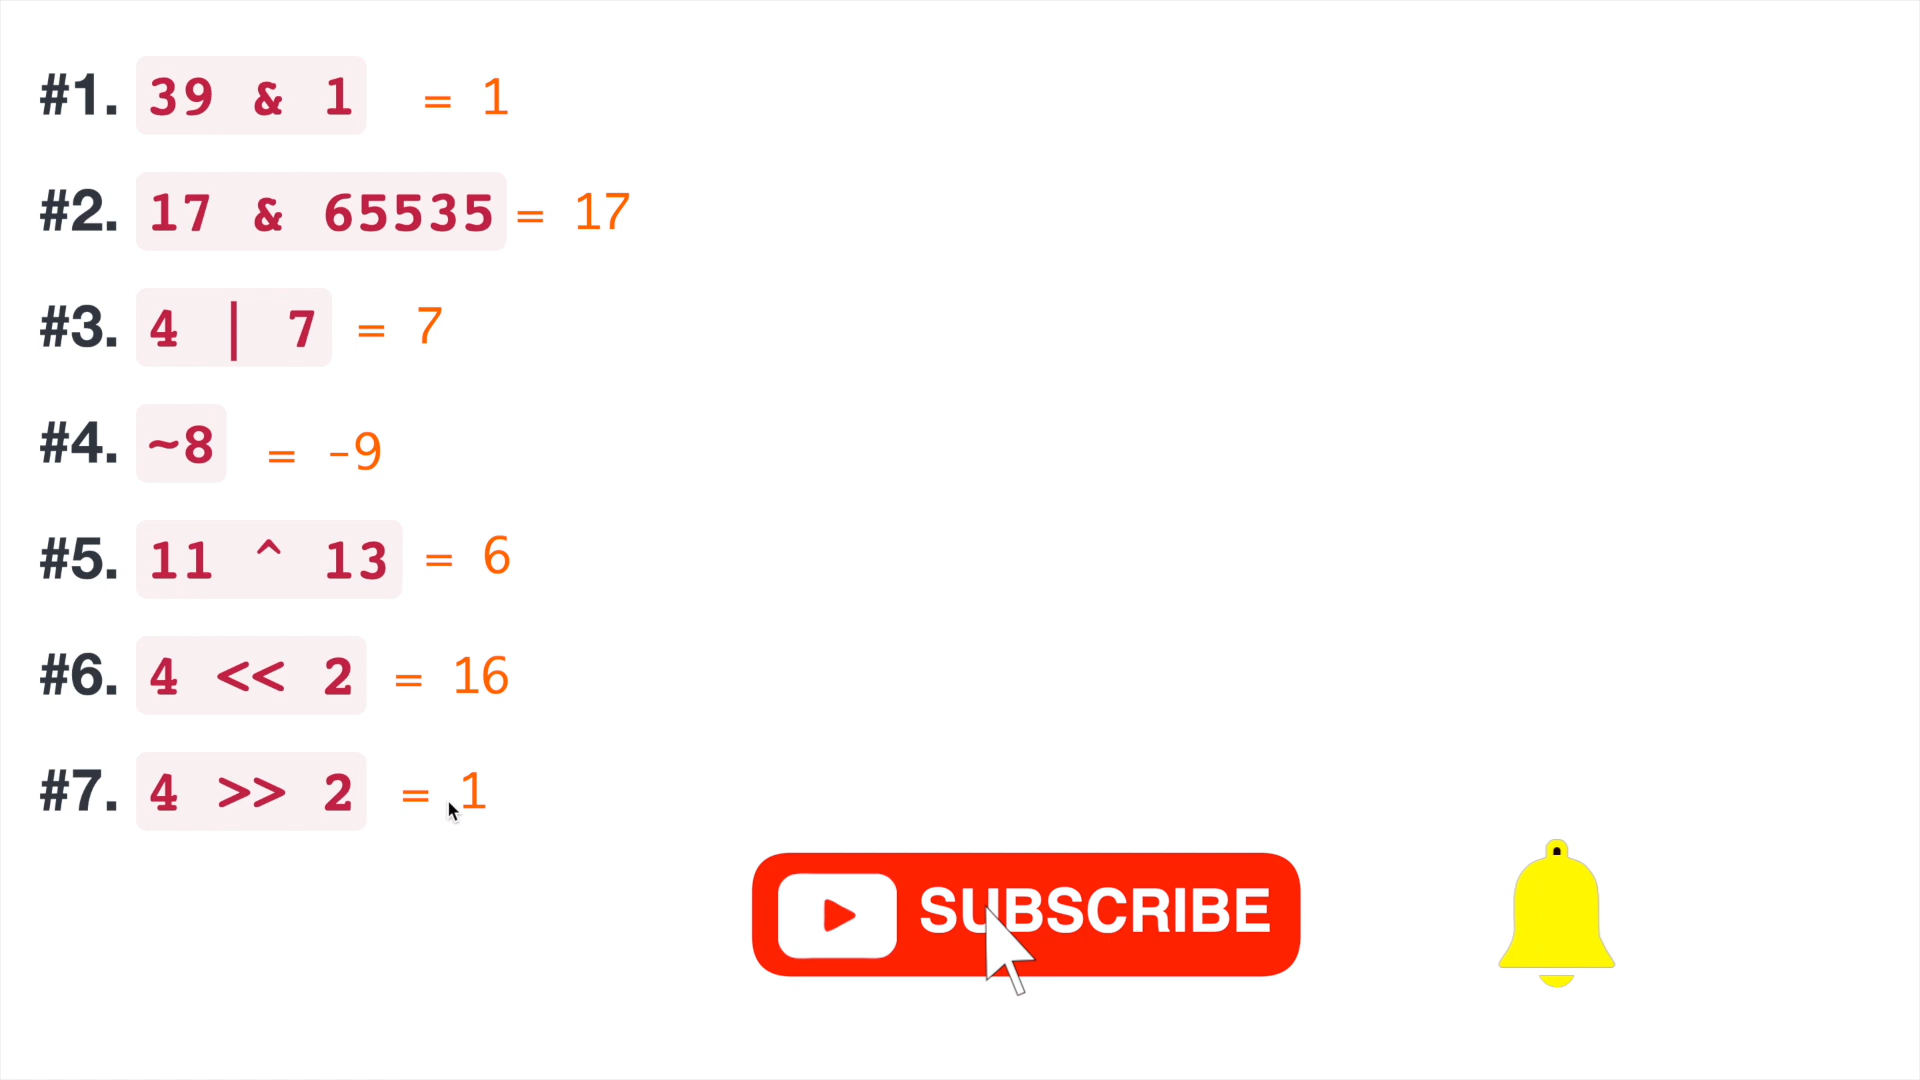 #1. 39 & 1 = 1
#2. 17 & 65535 = 17
#3. 4 | 7 = 7
#4. ~8 = -9
#5. 11 ^ 13 = 6
#6. 4 << 2 = 16
#7. 4 >> 2 = 1
SUBSCRIBE